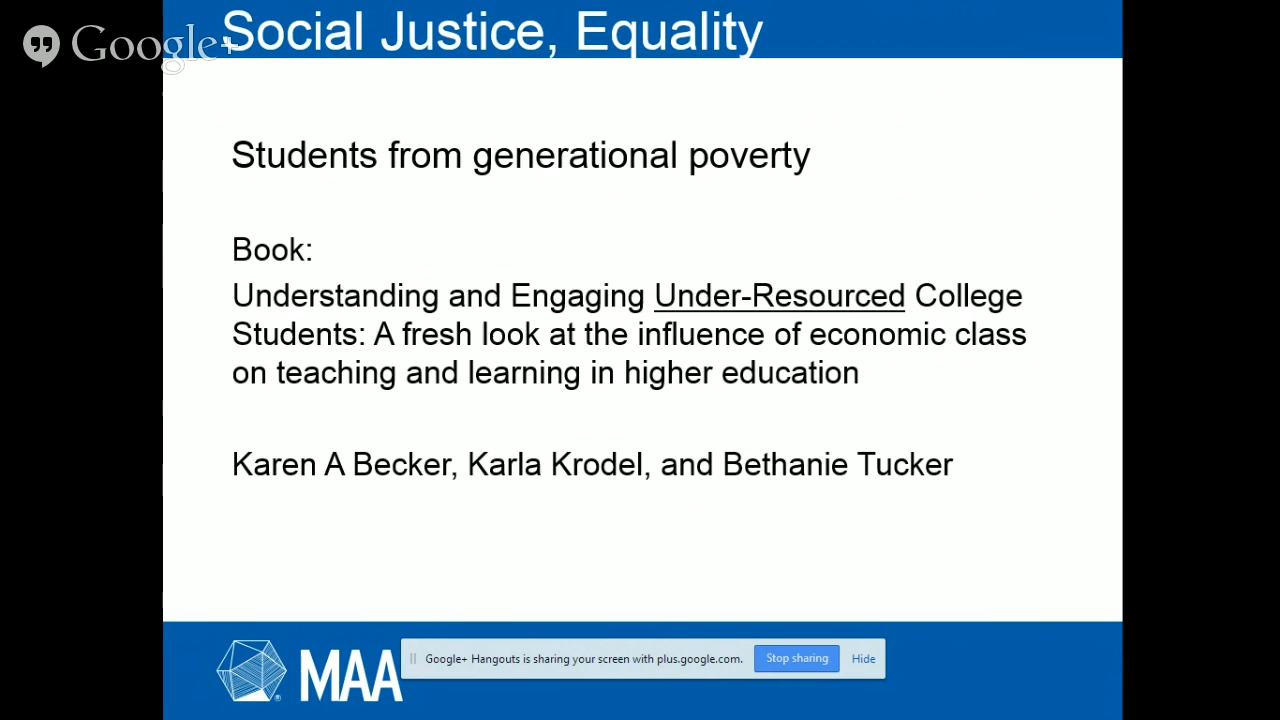 Google+
Social Justice, Equality
Students from generational poverty
Book:
Understanding and Engaging Under-Resourced College
Students: A fresh look at the influence of economic class
on teaching and learning in higher education
Karen A Becker, Karla Krodel, and Bethanie Tucker
MAA
®
Google+ Hangouts is sharing your screen with plus.google.com. Stop sharing Hide